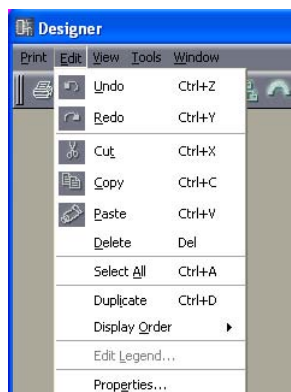 Designer
Print Edit View Tools Window
Undo Ctrl+Z
Redo Ctrl+Y
Cut Ctrl+X
Copy Ctrl+C
Paste Ctrl+V
Delete Del
Select All Ctrl+A
Duplicate Ctrl+D
Display Order
Edit Legend...
Properties...